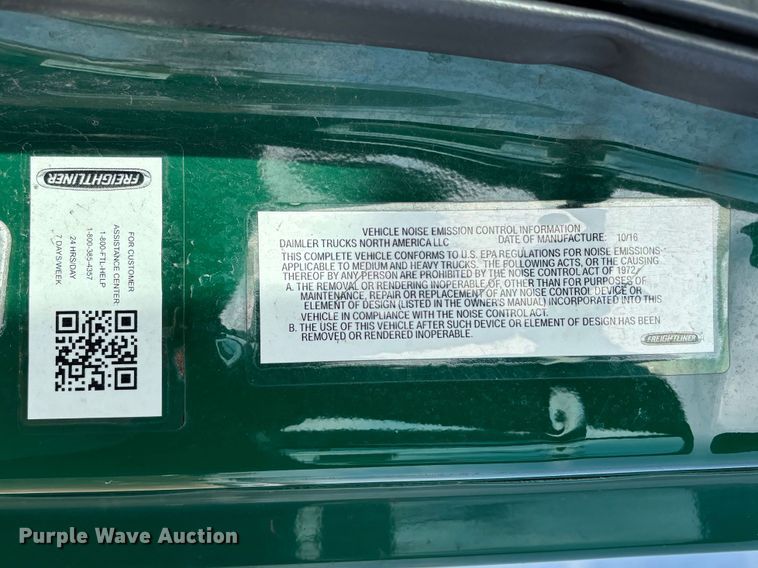 FREIGHTLINER
FOR CUSTOMER
ASSISTANCE CENTER:
1-800-FTL-HELP
1-800-385-4357
24 HRS/DAY
7 DAYS/WEEK
VEHICLE NOISE EMISSION CONTROL INFORMATION
DAIMLER TRUCKS NORTH AMERICA LLC DATE OF MANUFACTURE: 10/16
THIS COMPLETE VEHICLE CONFORMS TO U.S. EPA REGULATIONS FOR NOISE EMISSIONS
APPLICABLE TO MEDIUM AND HEAVY TRUCKS. THE FOLLOWING ACTS, OR THE CAUSING
THEREOF BY ANY PERSON ARE PROHIBITED BY THE NOISE CONTROL ACT OF 1972.
A. THE REMOVAL OR RENDERING INOPERABLE OF, OTHER THAN FOR PURPOSES OF
MAINTENANCE, REPAIR OR REPLACEMENT OF ANY NOISE CONTROL DEVICE OR
ELEMENT OF DESIGN (LISTED IN THE OWNER'S MANUAL) INCORPORATED INTO THIS
VEHICLE IN COMPLIANCE WITH THE NOISE CONTROL ACT.
B. THE USE OF THIS VEHICLE AFTER SUCH DEVICE OR ELEMENT OF DESIGN HAS BEEN
REMOVED OR RENDERED INOPERABLE.
FREIGHTLINER
Purple Wave Auction